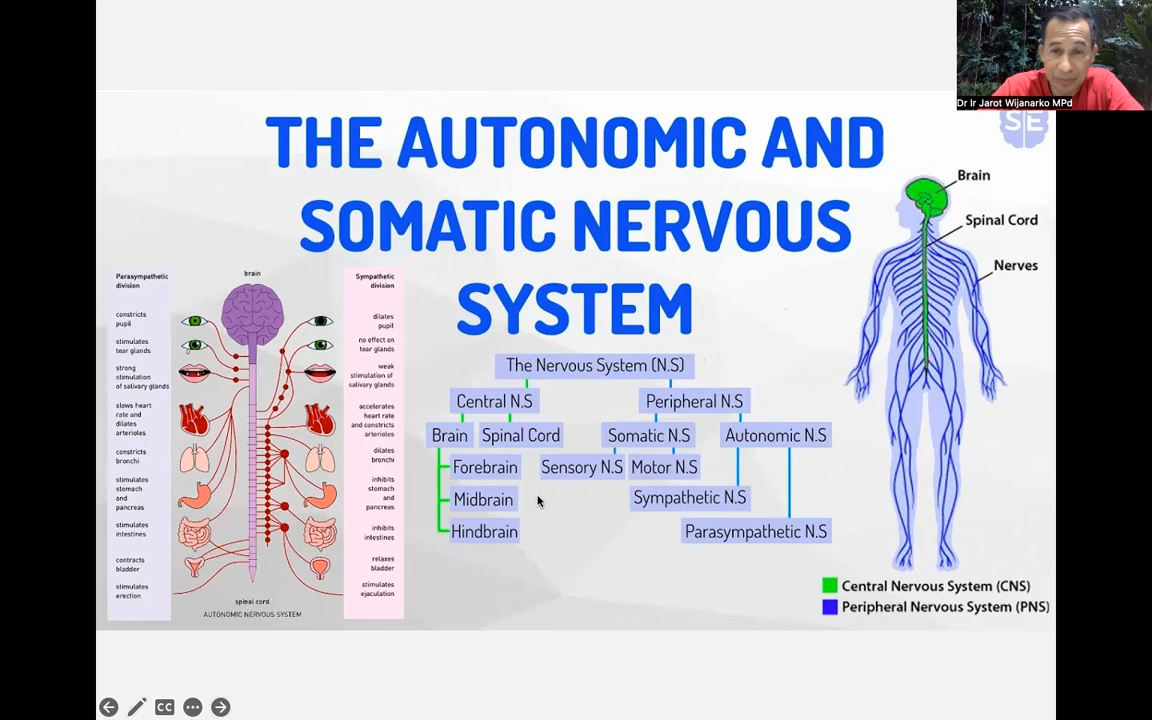 Dr Ir Jarot Wijanarko MPd
SE
THE AUTONOMIC AND
SOMATIC NERVOUS
SYSTEM
Parasympathetic
division
constricts
pupil
stimulates
tear glands
strong
stimulation
of salivary glands
slows heart
rate and
dilates
arterioles
constricts
bronchi
stimulates
stomach
and
pancreas
stimulates
intestines
contracts
bladder
stimulates
erection
brain
spinal cord
AUTONOMIC NERVOUS SYSTEM
Sympathetic
division
dilates
pupil
no effect on
tear glands
weak
stimulation of
salivary glands
accelerates
heart rate
and constricts
arterioles
dilates
bronchi
inhibits
stomach
and
pancreas
inhibits
intestines
relaxes
bladder
stimulates
ejaculation
The Nervous System (N.S)
Central N.S
Peripheral N.S
Brain
Spinal Cord
Somatic N.S
Autonomic N.S
Forebrain
Sensory N.S
Motor N.S
Midbrain
Sympathetic N.S
Hindbrain
Parasympathetic N.S
Brain
Spinal Cord
Nerves
Central Nervous System (CNS)
Peripheral Nervous System (PNS)
CC